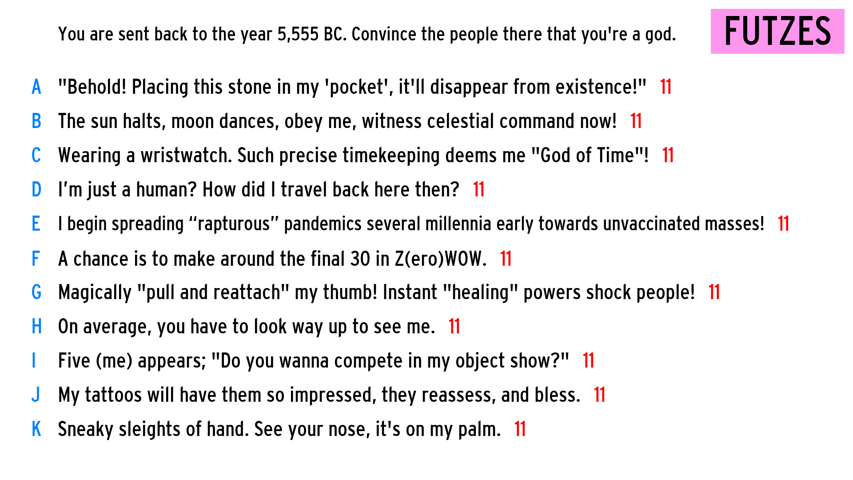 You are sent back to the year 5,555 BC. Convince the people there that you're a god.
FUTZES
A "Behold! Placing this stone in my 'pocket', it'll disappear from existence!" 11
B The sun halts, moon dances, obey me, witness celestial command now! 11
C Wearing a wristwatch. Such precise timekeeping deems me "God of Time"! 11
D I’m just a human? How did I travel back here then? 11
E I begin spreading “rapturous” pandemics several millennia early towards unvaccinated masses! 11
F A chance is to make around the final 30 in Z(ero)WOW. 11
G Magically "pull and reattach" my thumb! Instant "healing" powers shock people! 11
H On average, you have to look way up to see me. 11
I Five (me) appears; "Do you wanna compete in my object show?" 11
J My tattoos will have them so impressed, they reassess, and bless. 11
K Sneaky sleights of hand. See your nose, it's on my palm. 11